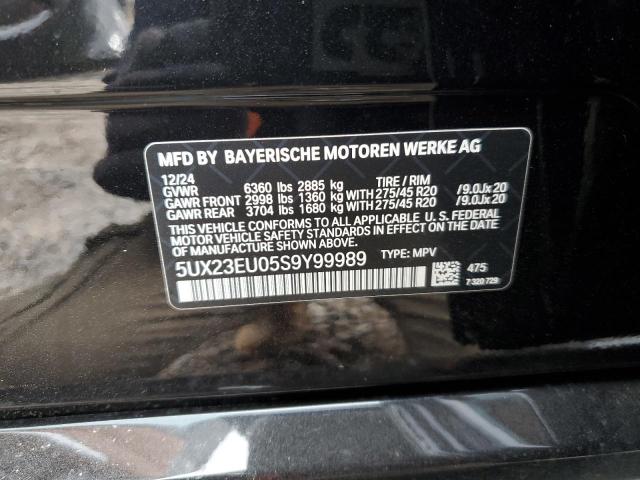 MFD BY BAYERISCHE MOTOREN WERKE AG
12/24 TIRE / RIM
GVWR 6360 lbs 2885 kg
GAWR FRONT 2998 lbs 1360 kg WITH 275/45 R20 /9.0Jx20
GAWR REAR 3704 lbs 1680 kg WITH 275/45 R20 /9.0Jx20
THIS VEHICLE CONFORMS TO ALL APPLICABLE U. S. FEDERAL
MOTOR VEHICLE SAFETY STANDARDS IN EFFECT ON THE DATE
OF MANUFACTURE SHOWN ABOVE.
5UX23EU05S9Y99989 TYPE: MPV
475
7 320 729